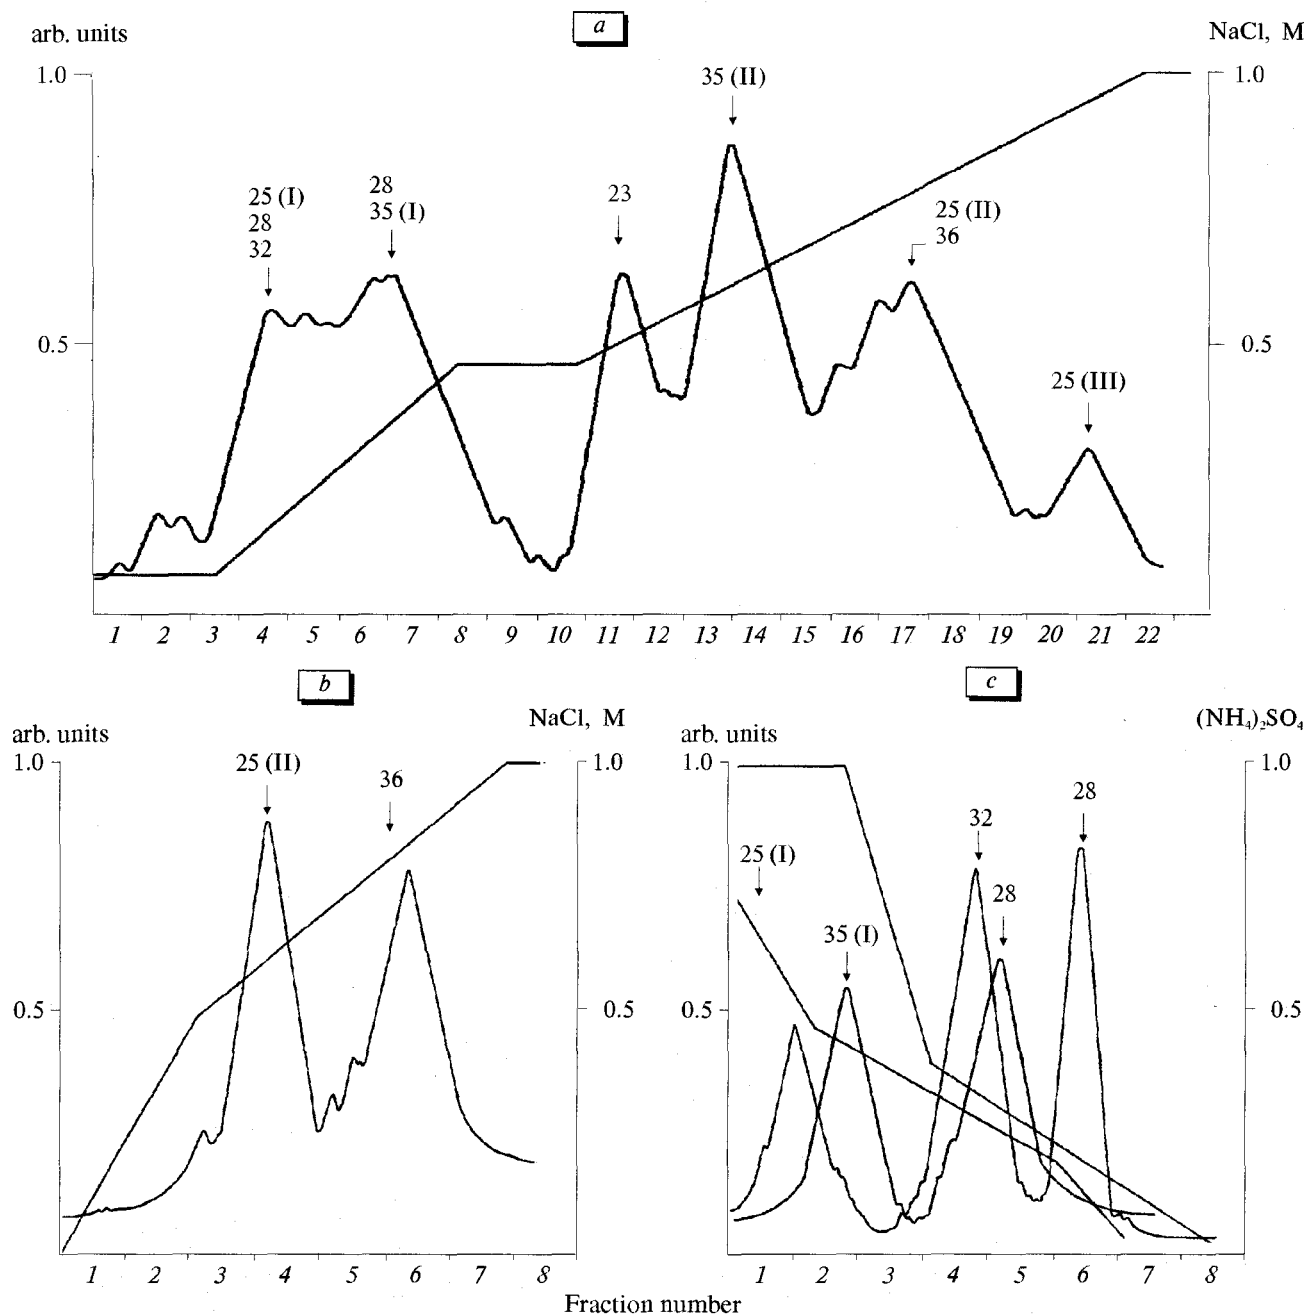 a
arb. units
NaCl, M
1.0
1.0
35 (II)
25 (I)
28
32
28
35 (I)
23
25 (II)
36
0.5
0.5
25 (III)
1 2 3 4 5 6 7 8 9 10 11 12 13 14 15 16 17 18 19 20 21 22
b
arb. units
NaCl, M
1.0
1.0
25 (II)
36
0.5
0.5
1 2 3 4 5 6 7 8
c
arb. units
(NH₄)₂SO₄
1.0
1.0
25 (I)
35 (I)
32
28
28
0.5
0.5
1 2 3 4 5 6 7 8
Fraction number